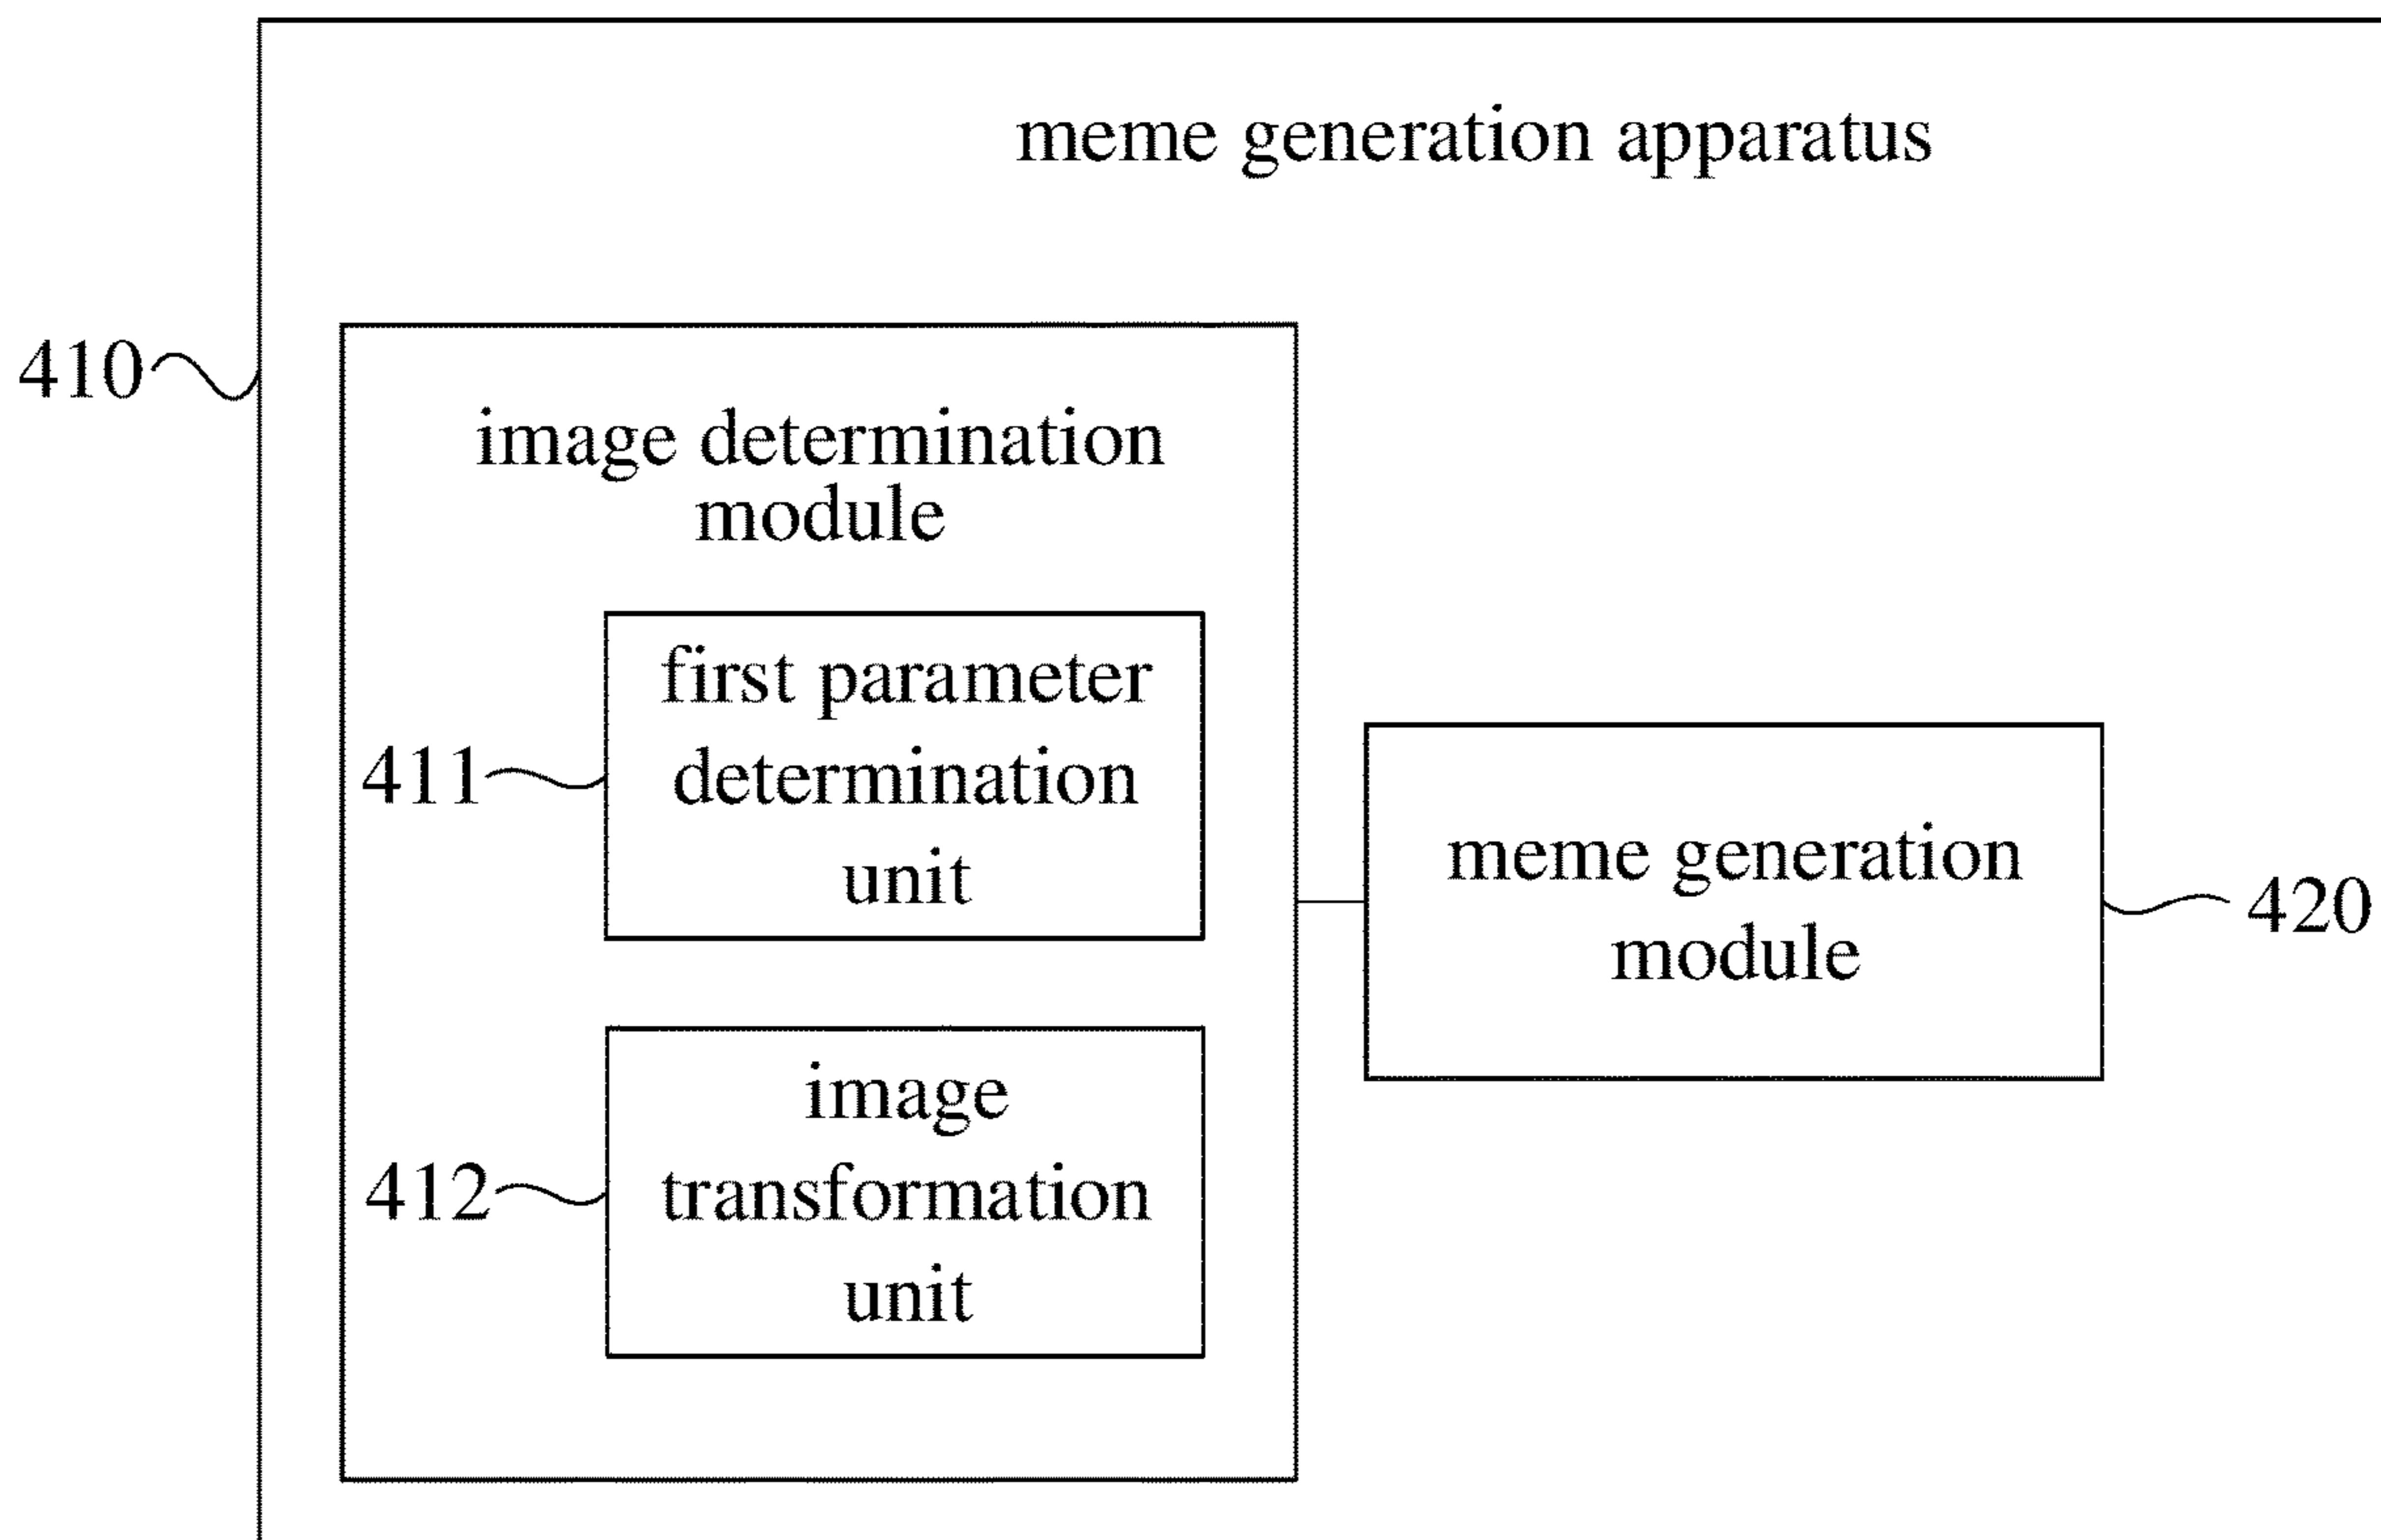 meme generation apparatus
410
image determination
module
first parameter
determination
unit
411
image
transformation
unit
412
meme generation
module
420